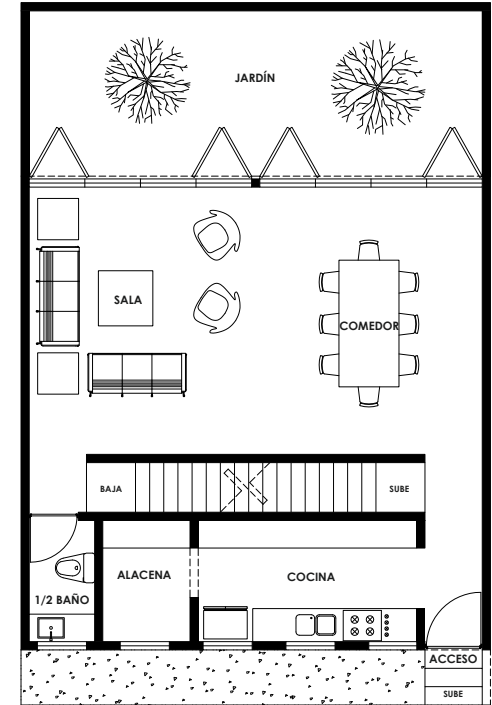 JARDÍN
SALA
COMEDOR
BAJA
SUBE
ALACENA
COCINA
1/2 BAÑO
ACCESO
SUBE